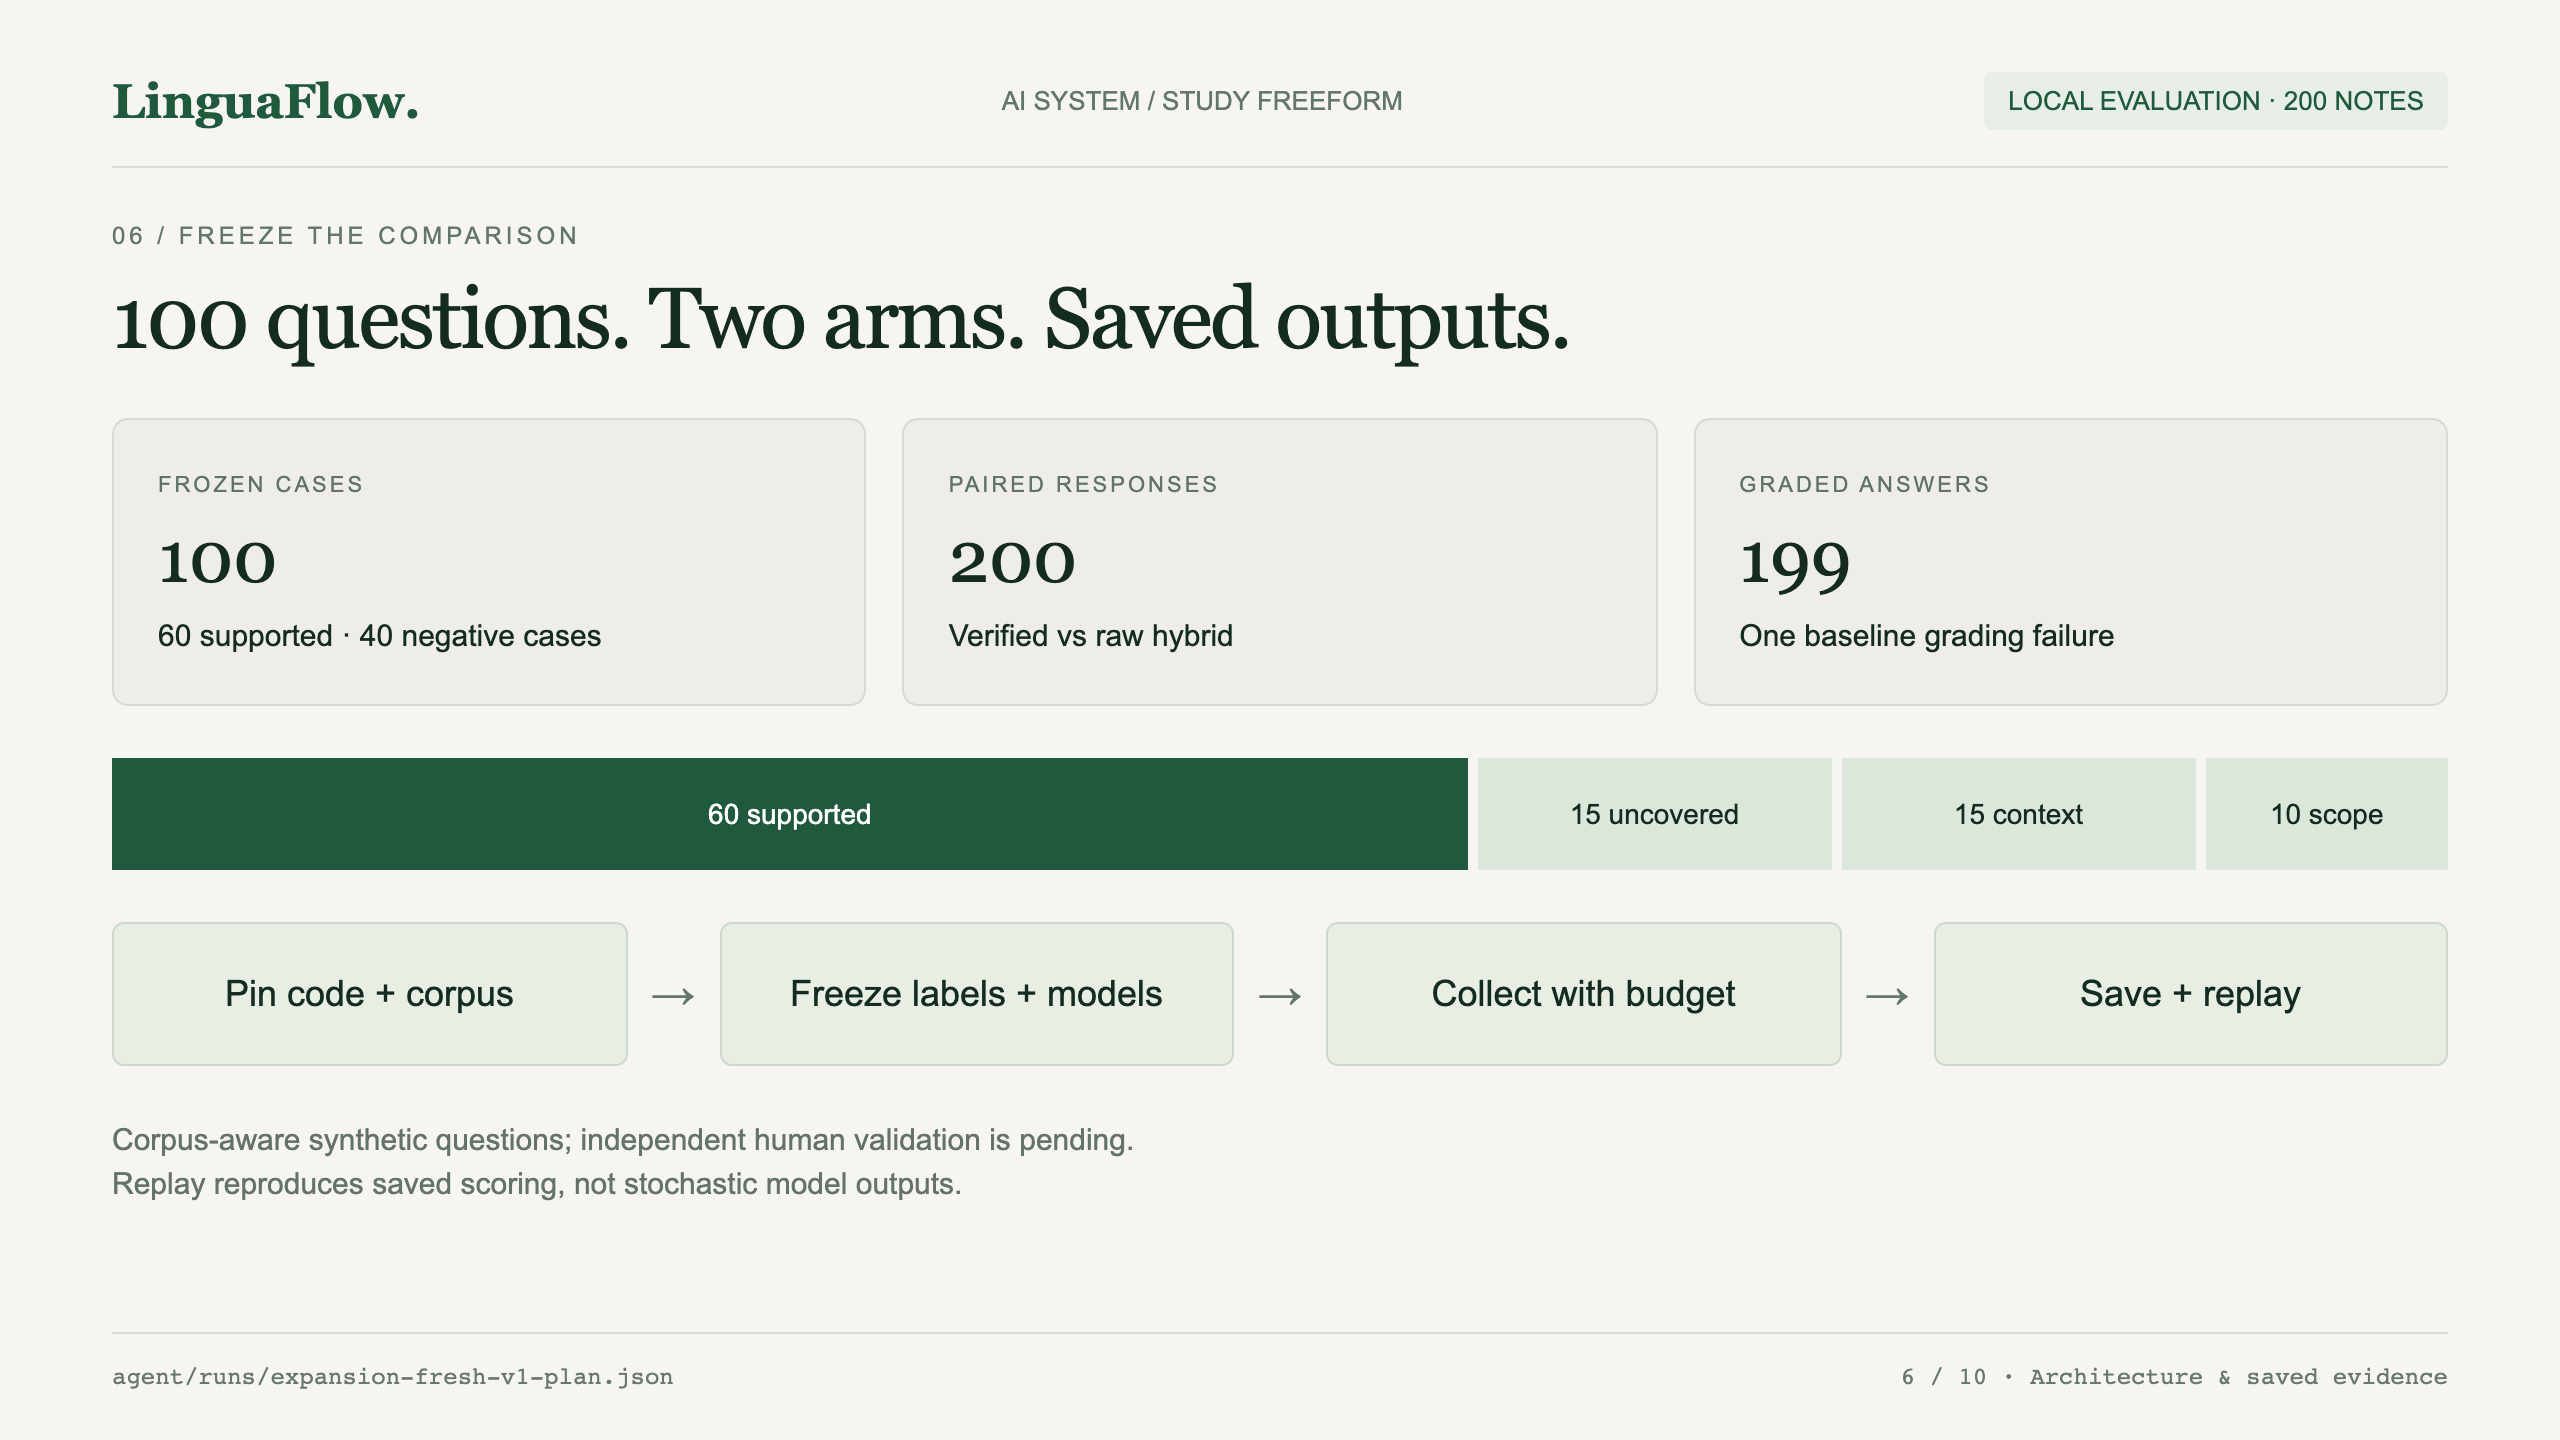 LinguaFlow.
AI SYSTEM / STUDY FREEFORM
LOCAL EVALUATION · 200 NOTES
06 / FREEZE THE COMPARISON
100 questions. Two arms. Saved outputs.
FROZEN CASES
100
60 supported · 40 negative cases
PAIRED RESPONSES
200
Verified vs raw hybrid
GRADED ANSWERS
199
One baseline grading failure
60 supported
15 uncovered
15 context
10 scope
Pin code + corpus
→
Freeze labels + models
→
Collect with budget
→
Save + replay
Corpus-aware synthetic questions; independent human validation is pending.
Replay reproduces saved scoring, not stochastic model outputs.
agent/runs/expansion-fresh-v1-plan.json
6 / 10 · Architecture & saved evidence